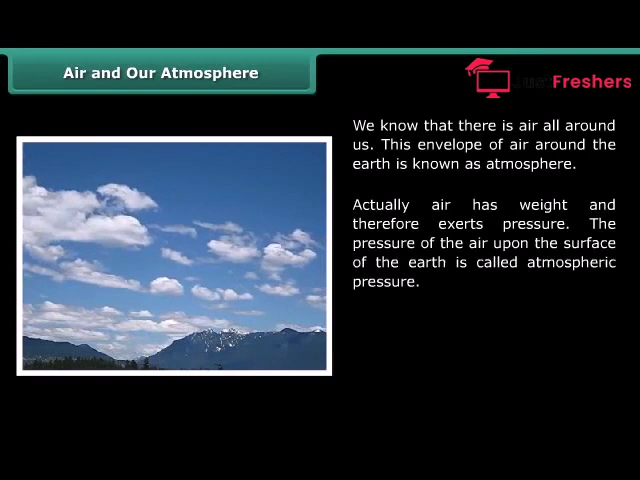 Air and Our Atmosphere
Freshers
We know that there is air all around
us. This envelope of air around the
earth is known as atmosphere.
Actually air has weight and
therefore exerts pressure. The
pressure of the air upon the surface
of the earth is called atmospheric
pressure.